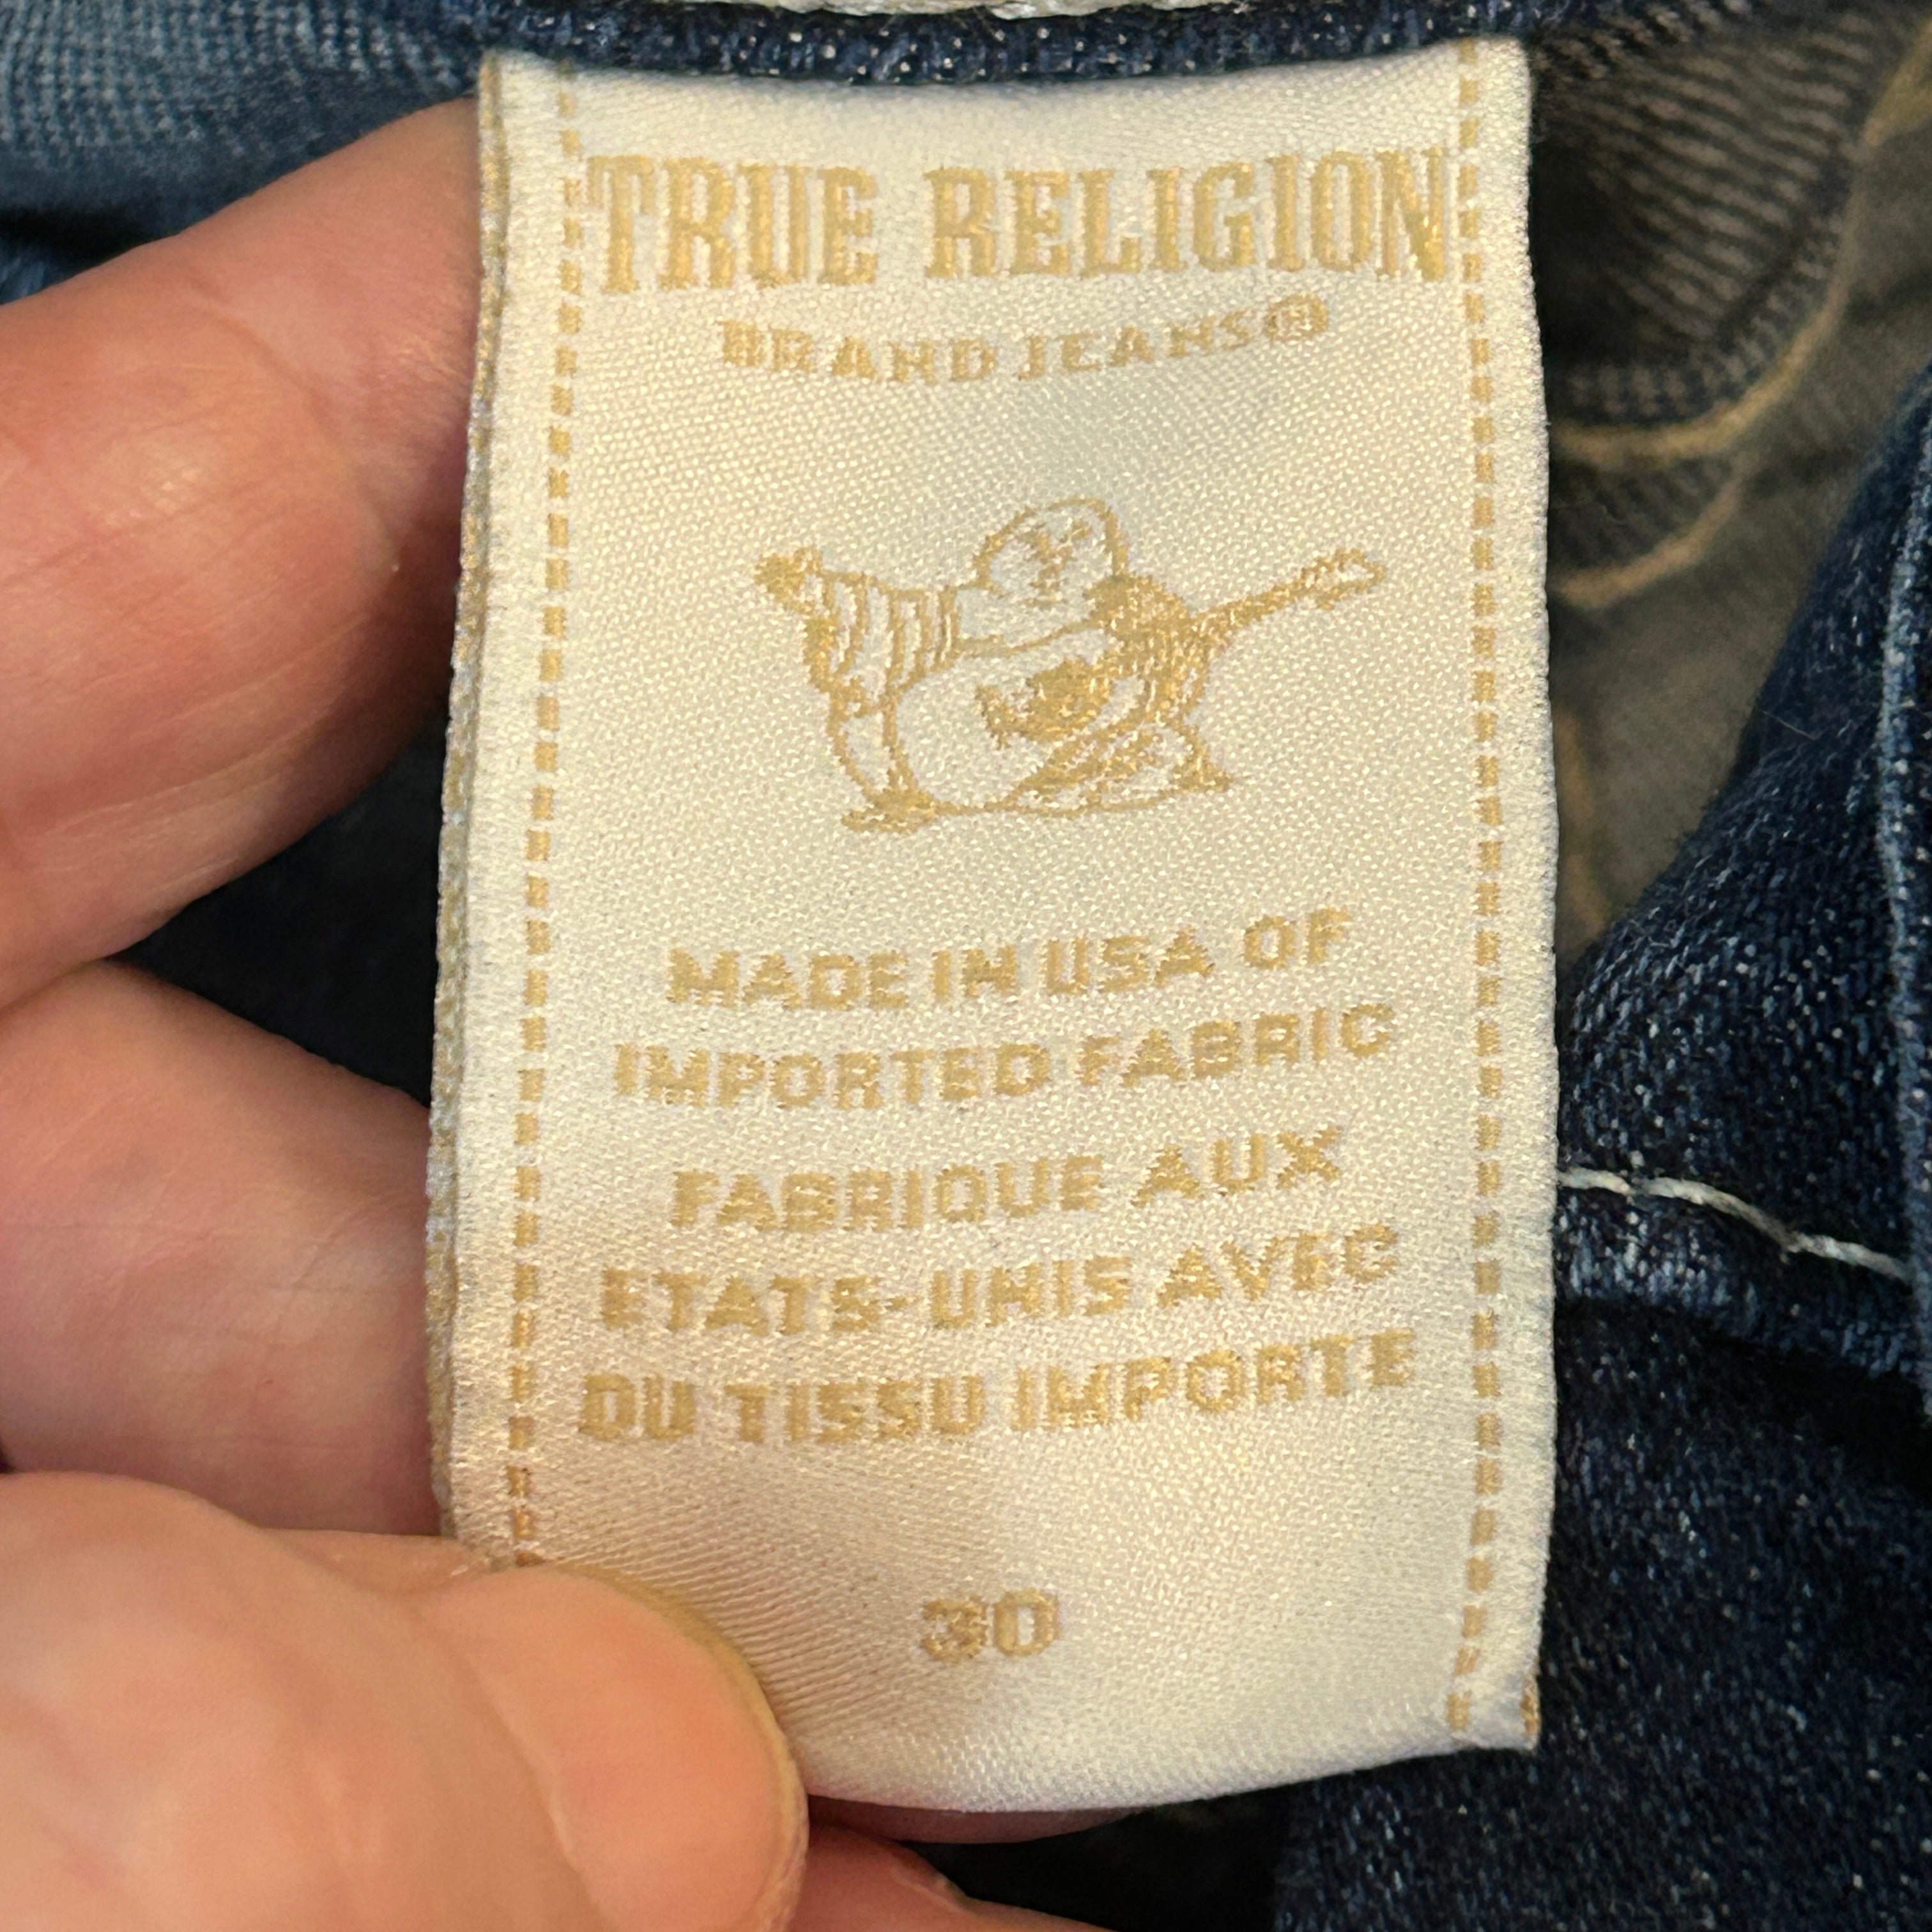 TRUE RELIGION
BRAND JEANS®
MADE IN USA OF
IMPORTED FABRIC
FABRIQUE AUX
ETATS-UNIS AVEC
DU TISSU IMPORTE
30